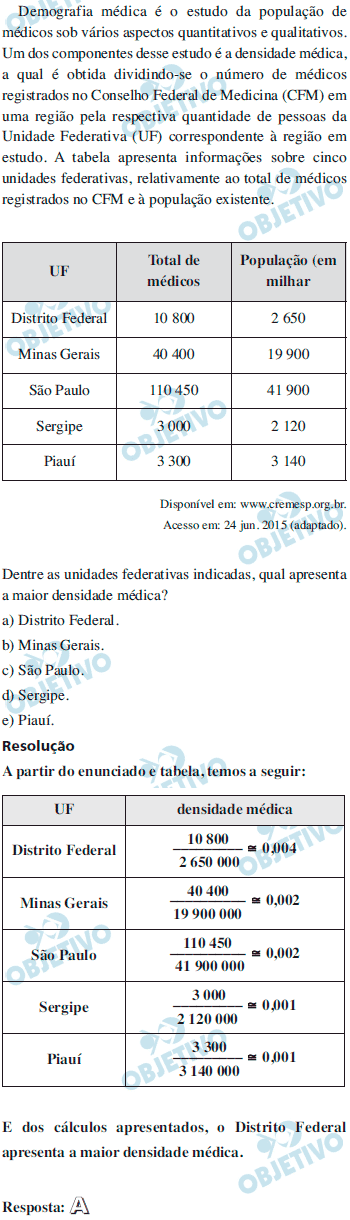 Demografia médica é o estudo da população de
médicos sob vários aspectos quantitativos e qualitativos.
Um dos componentes desse estudo é a densidade médica,
a qual é obtida dividindo-se o número de médicos
registrados no Conselho Federal de Medicina (CFM) em
uma região pela respectiva quantidade de pessoas da
Unidade Federativa (UF) correspondente à região em
estudo. A tabela apresenta informações sobre cinco
unidades federativas, relativamente ao total de médicos
registrados no CFM e à população existente.
UF Total de médicos População (em milhar
Distrito Federal 10 800 2 650
Minas Gerais 40 400 19 900
São Paulo 110 450 41 900
Sergipe 3 000 2 120
Piauí 3 300 3 140
Disponível em: www.cremesp.org.br.
Acesso em: 24 jun. 2015 (adaptado).
Dentre as unidades federativas indicadas, qual apresenta
a maior densidade médica?
a) Distrito Federal.
b) Minas Gerais.
c) São Paulo.
d) Sergipe.
e) Piauí.
Resolução
A partir do enunciado e tabela, temos a seguir:
UF densidade médica
Distrito Federal 10 800 / 2 650 000 ≅ 0,004
Minas Gerais 40 400 / 19 900 000 ≅ 0,002
São Paulo 110 450 / 41 900 000 ≅ 0,002
Sergipe 3 000 / 2 120 000 ≅ 0,001
Piauí 3 300 / 3 140 000 ≅ 0,001
E dos cálculos apresentados, o Distrito Federal
apresenta a maior densidade médica.
Resposta: A
OBJETIVO